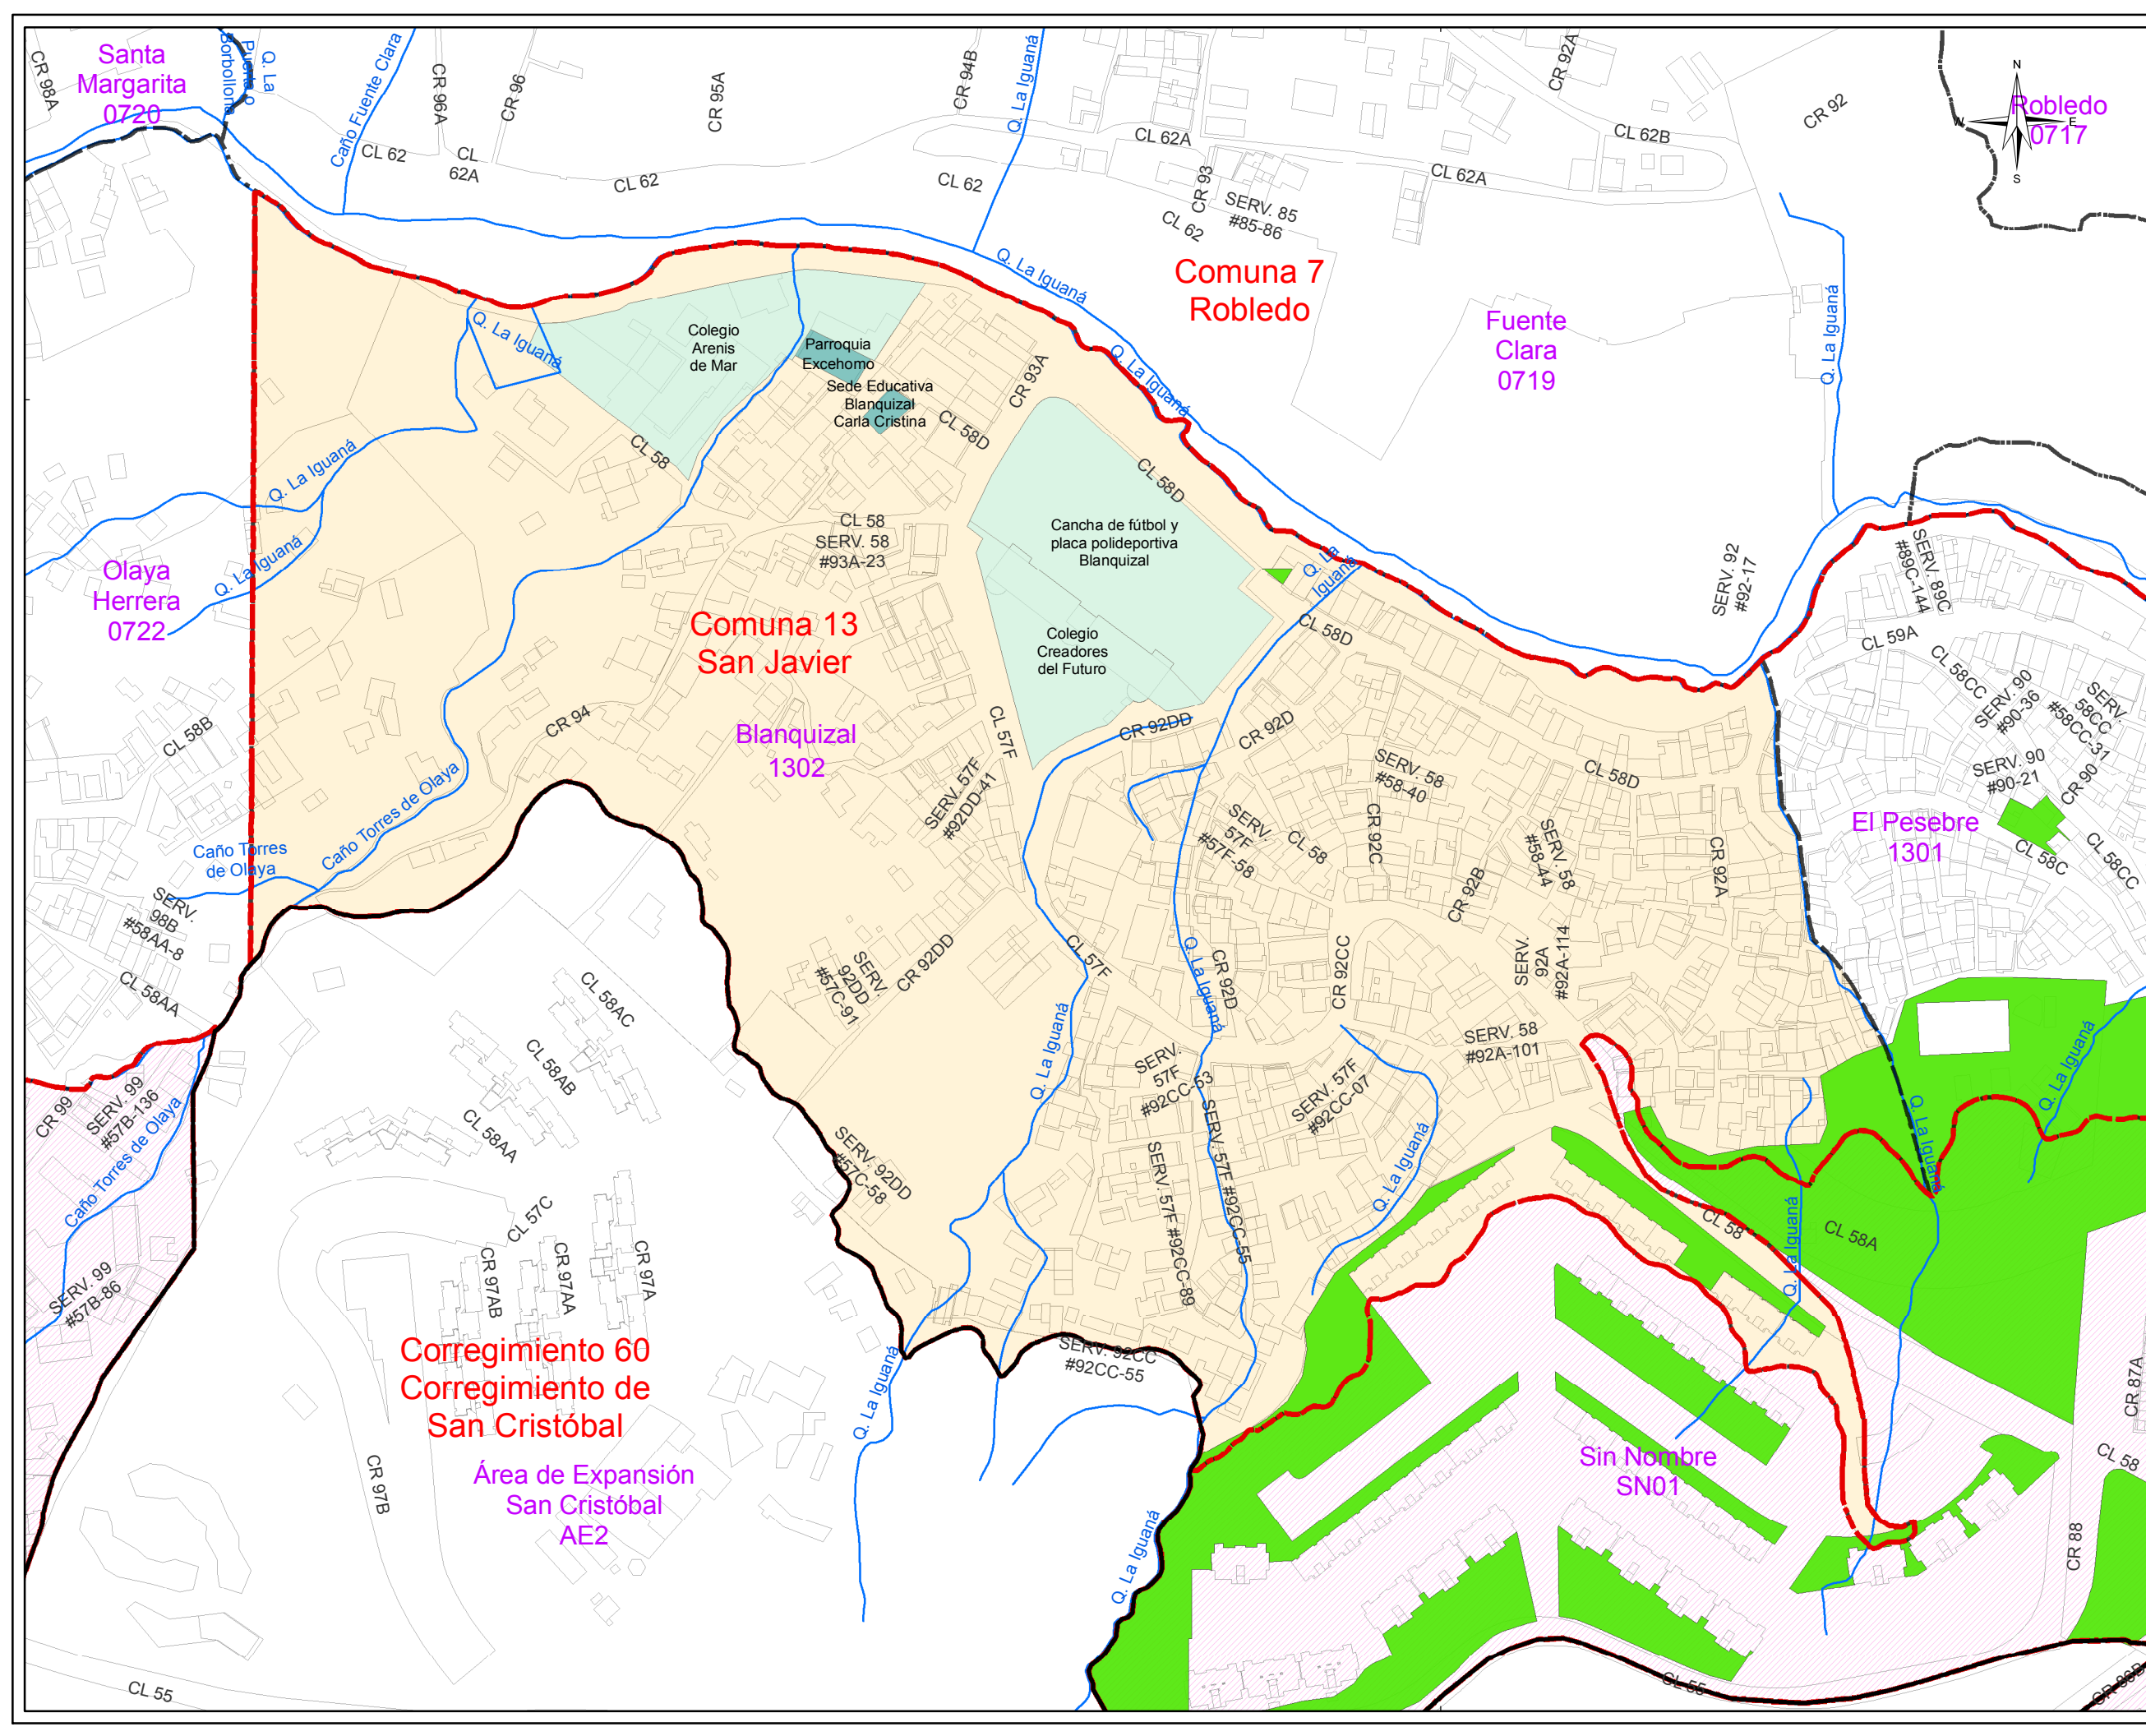 Santa
Margarita
0720
CR 98A
Q. La
Puerta o
Borbollona
Caño Fuente Clara
CR 96A
CR 96
CR 95A
CR 94B
Q. La Iguaná
CR 92A
CR 92
N
W
E
S
Robledo
0717
CL 62
CL
62A
CL 62
CL 62
CL 62A
CL 62B
CL 62A
CR 93
SERV. 85
#85-86
CL 62
Q. La Iguaná
Comuna 7
Robledo
Fuente
Clara
0719
Q. La Iguaná
Q. La Iguaná
Colegio
Arenis
de Mar
Parroquia
Excehomo
Sede Educativa
Blanquizal
Carla Cristina
CR 93A
Q. La Iguaná
CL 58D
CL 58
CL 58D
Q. La Iguaná
Q. La Iguaná
CL 58
SERV. 58
#93A-23
Cancha de fútbol y
placa polideportiva
Blanquizal
Q. La
Iguaná
SERV. 92
#92-17
SERV. 89C
#89C-144
Olaya
Herrera
0722
Comuna 13
San Javier
Colegio
Creadores
del Futuro
CL 58D
CL 59A
CL 58CC
SERV. 90
#90-36
SERV.
58CC
#58CC-31
CL 58B
CR 94
Blanquizal
1302
CL 57F
CR 92DD
CR 92D
SERV. 58
#58-40
CL 58D
SERV. 90
#90-21
CR 90
Caño Torres de Olaya
SERV. 57F
#92DD-41
SERV.
57F
#57F-58
CL 58
CR 92C
SERV. 58
#58-44
CR 92A
El Pesebre
1301
CL 58C
CL 58CC
Caño Torres
de Olaya
CR 92B
SERV.
98B
#58AA-8
CL 58AA
CL 58AC
SERV.
92DD
#57C-91
CR 92DD
CL 57F
Q. La Iguaná
CR 92D
CR 92CC
SERV.
92A
#92A-114
SERV. 58
#92A-101
Q. La Iguaná
CL 58AB
Q. La Iguaná
SERV.
57F
#92CC-63
SERV. 57F
#92CC-07
CR 99
SERV. 99
#57B-136
Caño Torres de Olaya
CL 58AA
SERV. 92DD
#57C-58
SERV. 57F #92CC-89
SERV. 57F #92CC-55
Q. La Iguaná
Q. La Iguaná
CL 57C
CL 58
Q. La Iguaná
CL 58A
SERV. 99
#57B-86
CR 97AB
CR 97AA
CR 97A
Corregimiento 60
Corregimiento de
San Cristóbal
SERV. 92CC
#92CC-55
Q. La Iguaná
CR 87A
CR 97B
Área de Expansión
San Cristóbal
AE2
Sin Nombre
SN01
CL 58
CR 88
Q. La Iguaná
CL 55
CL 55
CR 86B